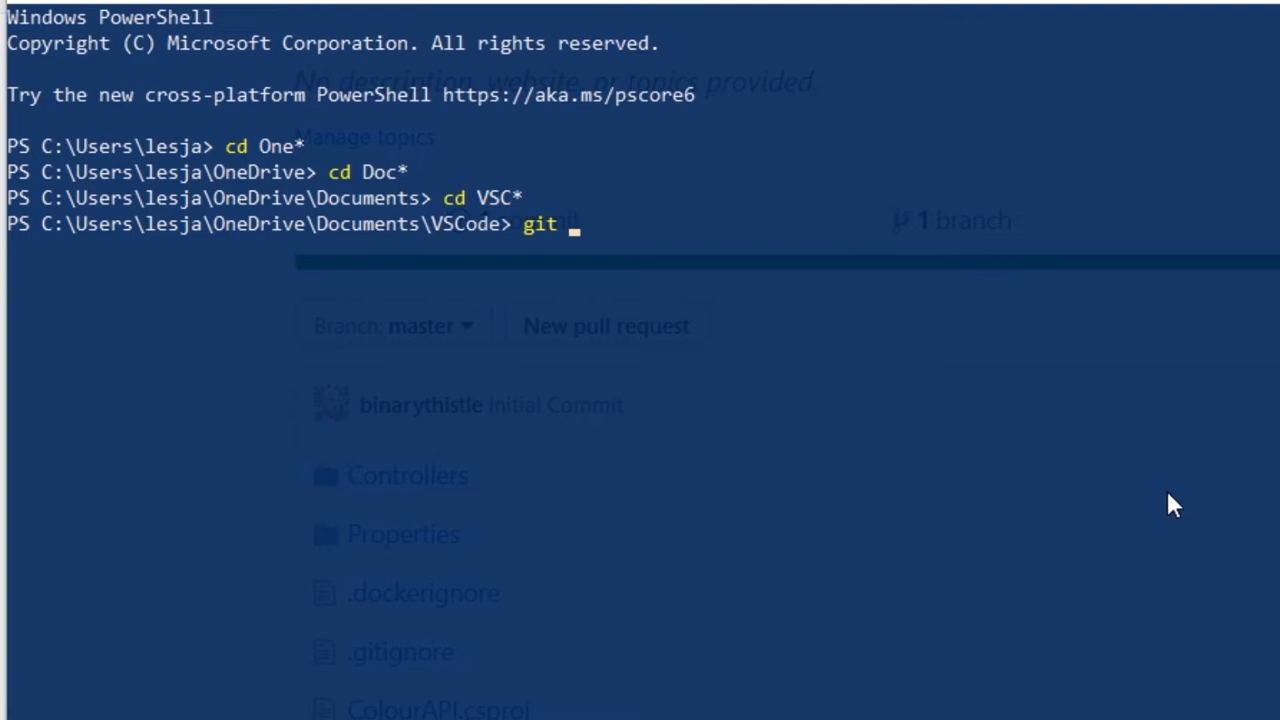 Windows PowerShell
Copyright (C) Microsoft Corporation. All rights reserved.
No description, website, or topics provided.
Try the new cross-platform PowerShell https://aka.ms/pscore6
Manage topics
PS C:\Users\lesja> cd One*
PS C:\Users\lesja\OneDrive> cd Doc*
PS C:\Users\lesja\OneDrive\Documents> cd VSC*
PS C:\Users\lesja\OneDrive\Documents\VSCode> git
1 commit
1 branch
Branch: master
New pull request
binarythistle Initial Commit
Controllers
Properties
.dockerignore
.gitignore
ColourAPI.csproj